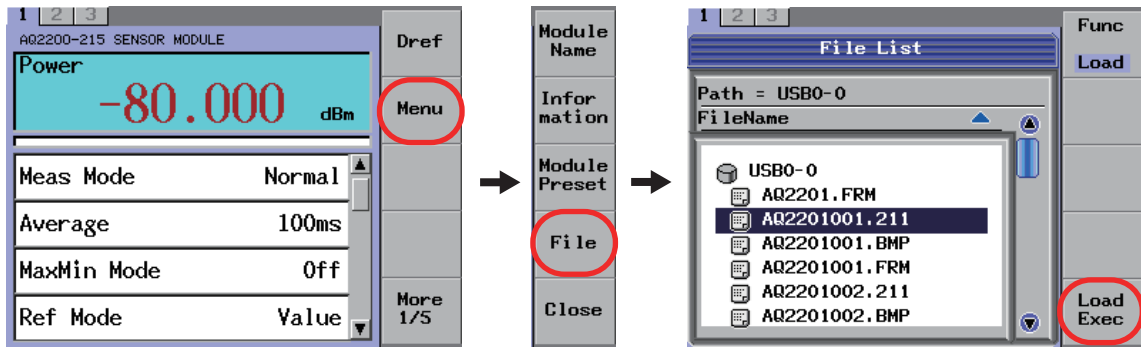 1 2 3
AQ2200-215 SENSOR MODULE
Power
-80.000 dBm
Meas Mode Normal
Average 100ms
MaxMin Mode Off
Ref Mode Value
Dref
Menu
More
1/5
Module
Name
Infor
mation
Module
Preset
File
Close
1 2 3
File List
Path = USB0-0
FileName
USB0-0
AQ2201.FRM
AQ2201001.211
AQ2201001.BMP
AQ2201001.FRM
AQ2201002.211
AQ2201002.BMP
Func
Load
Load
Exec